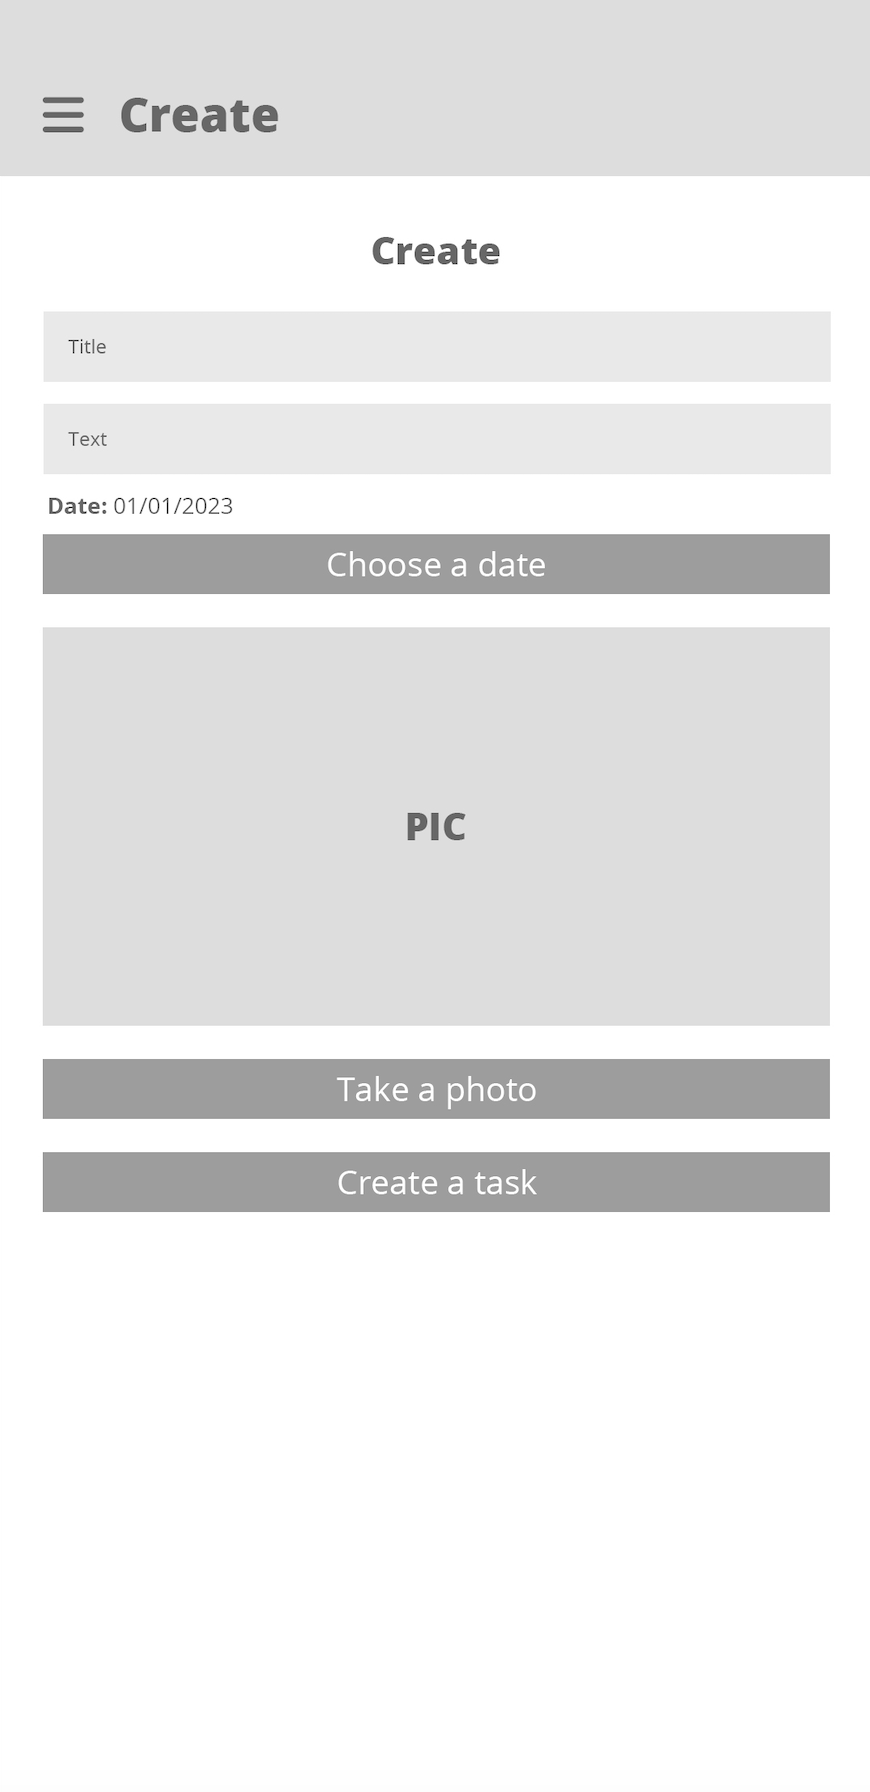 Create
Create
Title
Text
Date: 01/01/2023
Choose a date
PIC
Take a photo
Create a task